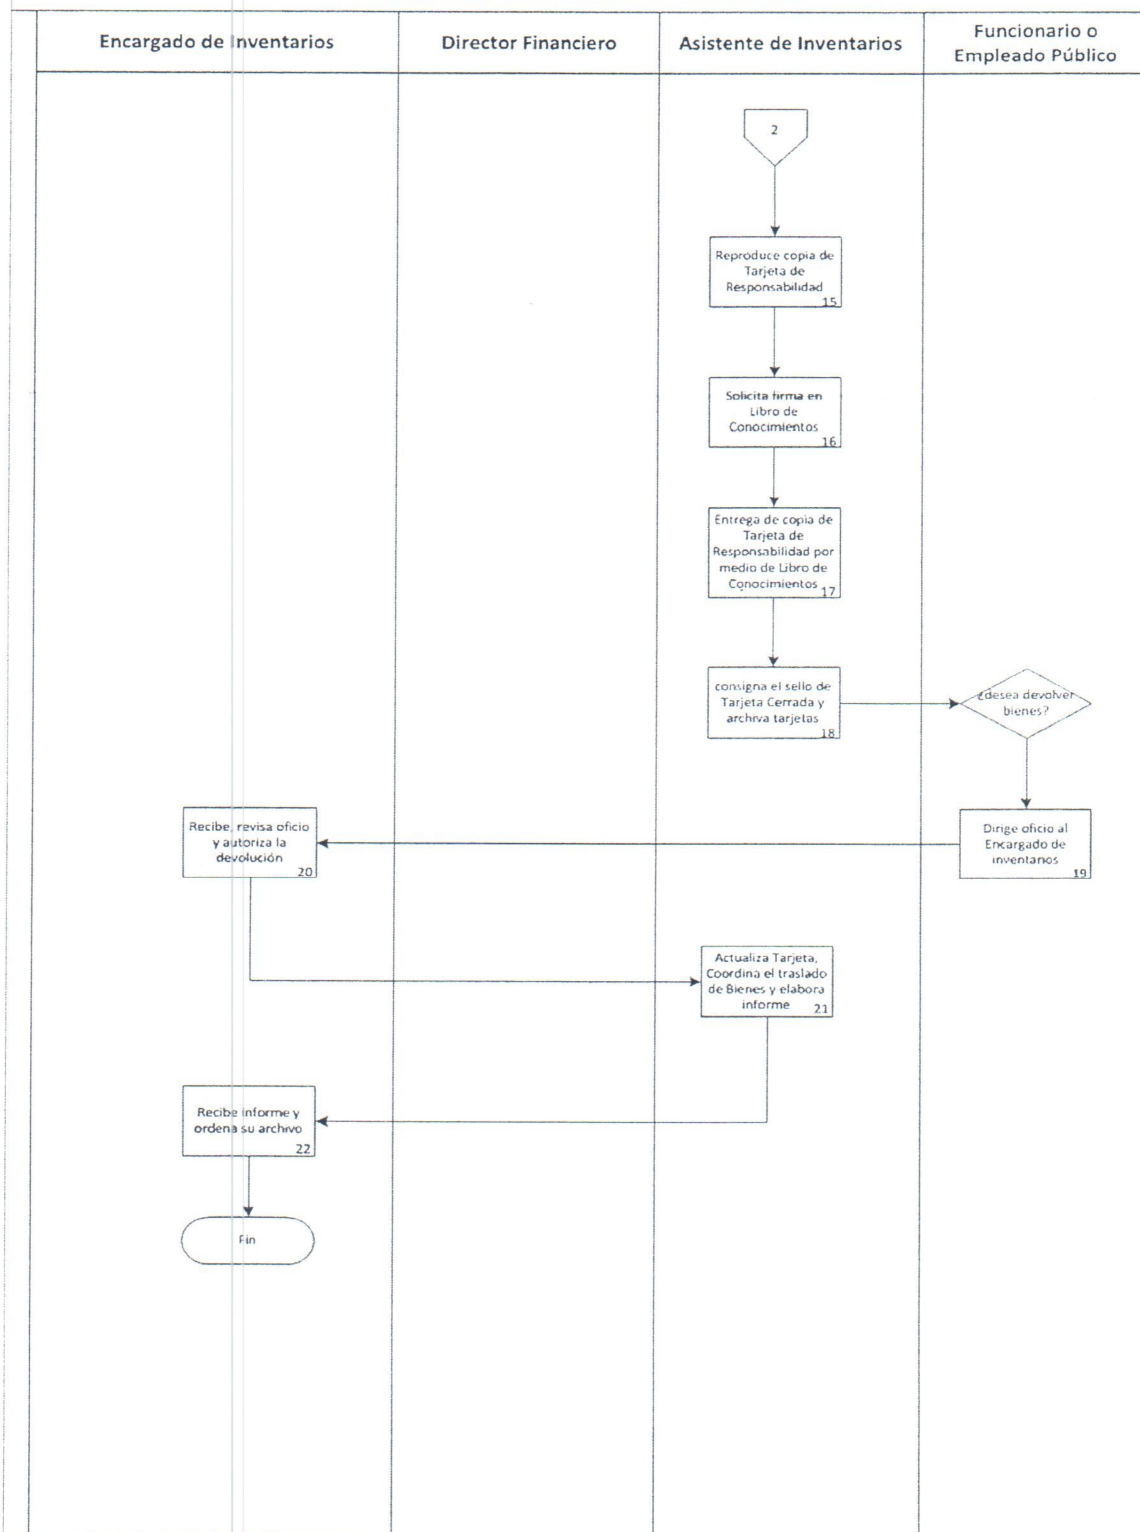 Encargado de Inventarios
Director Financiero
Asistente de Inventarios
Funcionario o
Empleado Público
2
Reproduce copia de
Tarjeta de
Responsabilidad
15
Solicita firma en
Libro de
Conocimientos
16
Entrega de copia de
Tarjeta de
Responsabilidad por
medio de Libro de
Conocimientos
17
consigna el sello de
Tarjeta Cerrada y
archiva tarjetas
18
¿desea devolver
bienes?
Dirige oficio al
Encargado de
inventarios
19
Recibe, revisa oficio
y autoriza la
devolución
20
Actualiza Tarjeta,
Coordina el traslado
de Bienes y elabora
informe
21
Recibe informe y
ordena su archivo
22
Fin